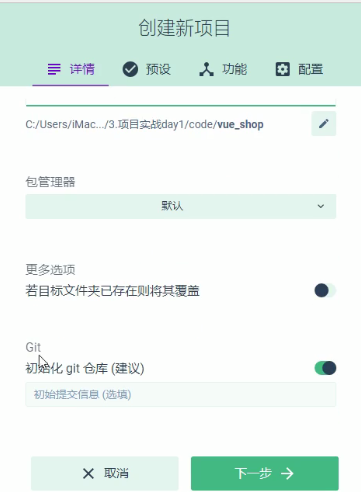 创建新项目
详情 预设 功能 配置
C:/Users/iMac.../3.项目实战day1/code/vue_shop
包管理器
默认
更多选项
若目标文件夹已存在则将其覆盖
Git
初始化 git 仓库 (建议)
初始提交信息 (选填)
取消 下一步